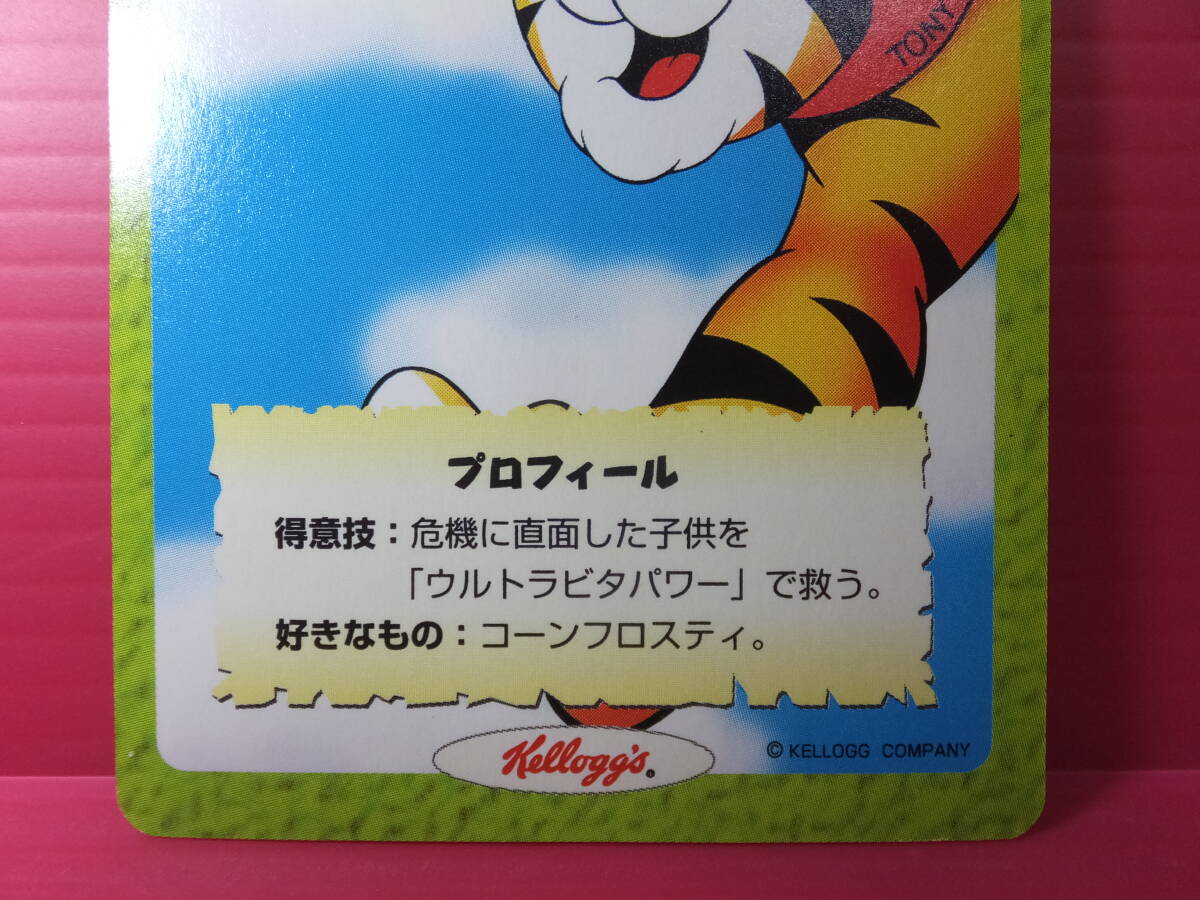 TONY
プロフィール
得意技：危機に直面した子供を
「ウルトラビタパワー」で救う。
好きなもの：コーンフロスティ。
Kellogg's®
© KELLOGG COMPANY